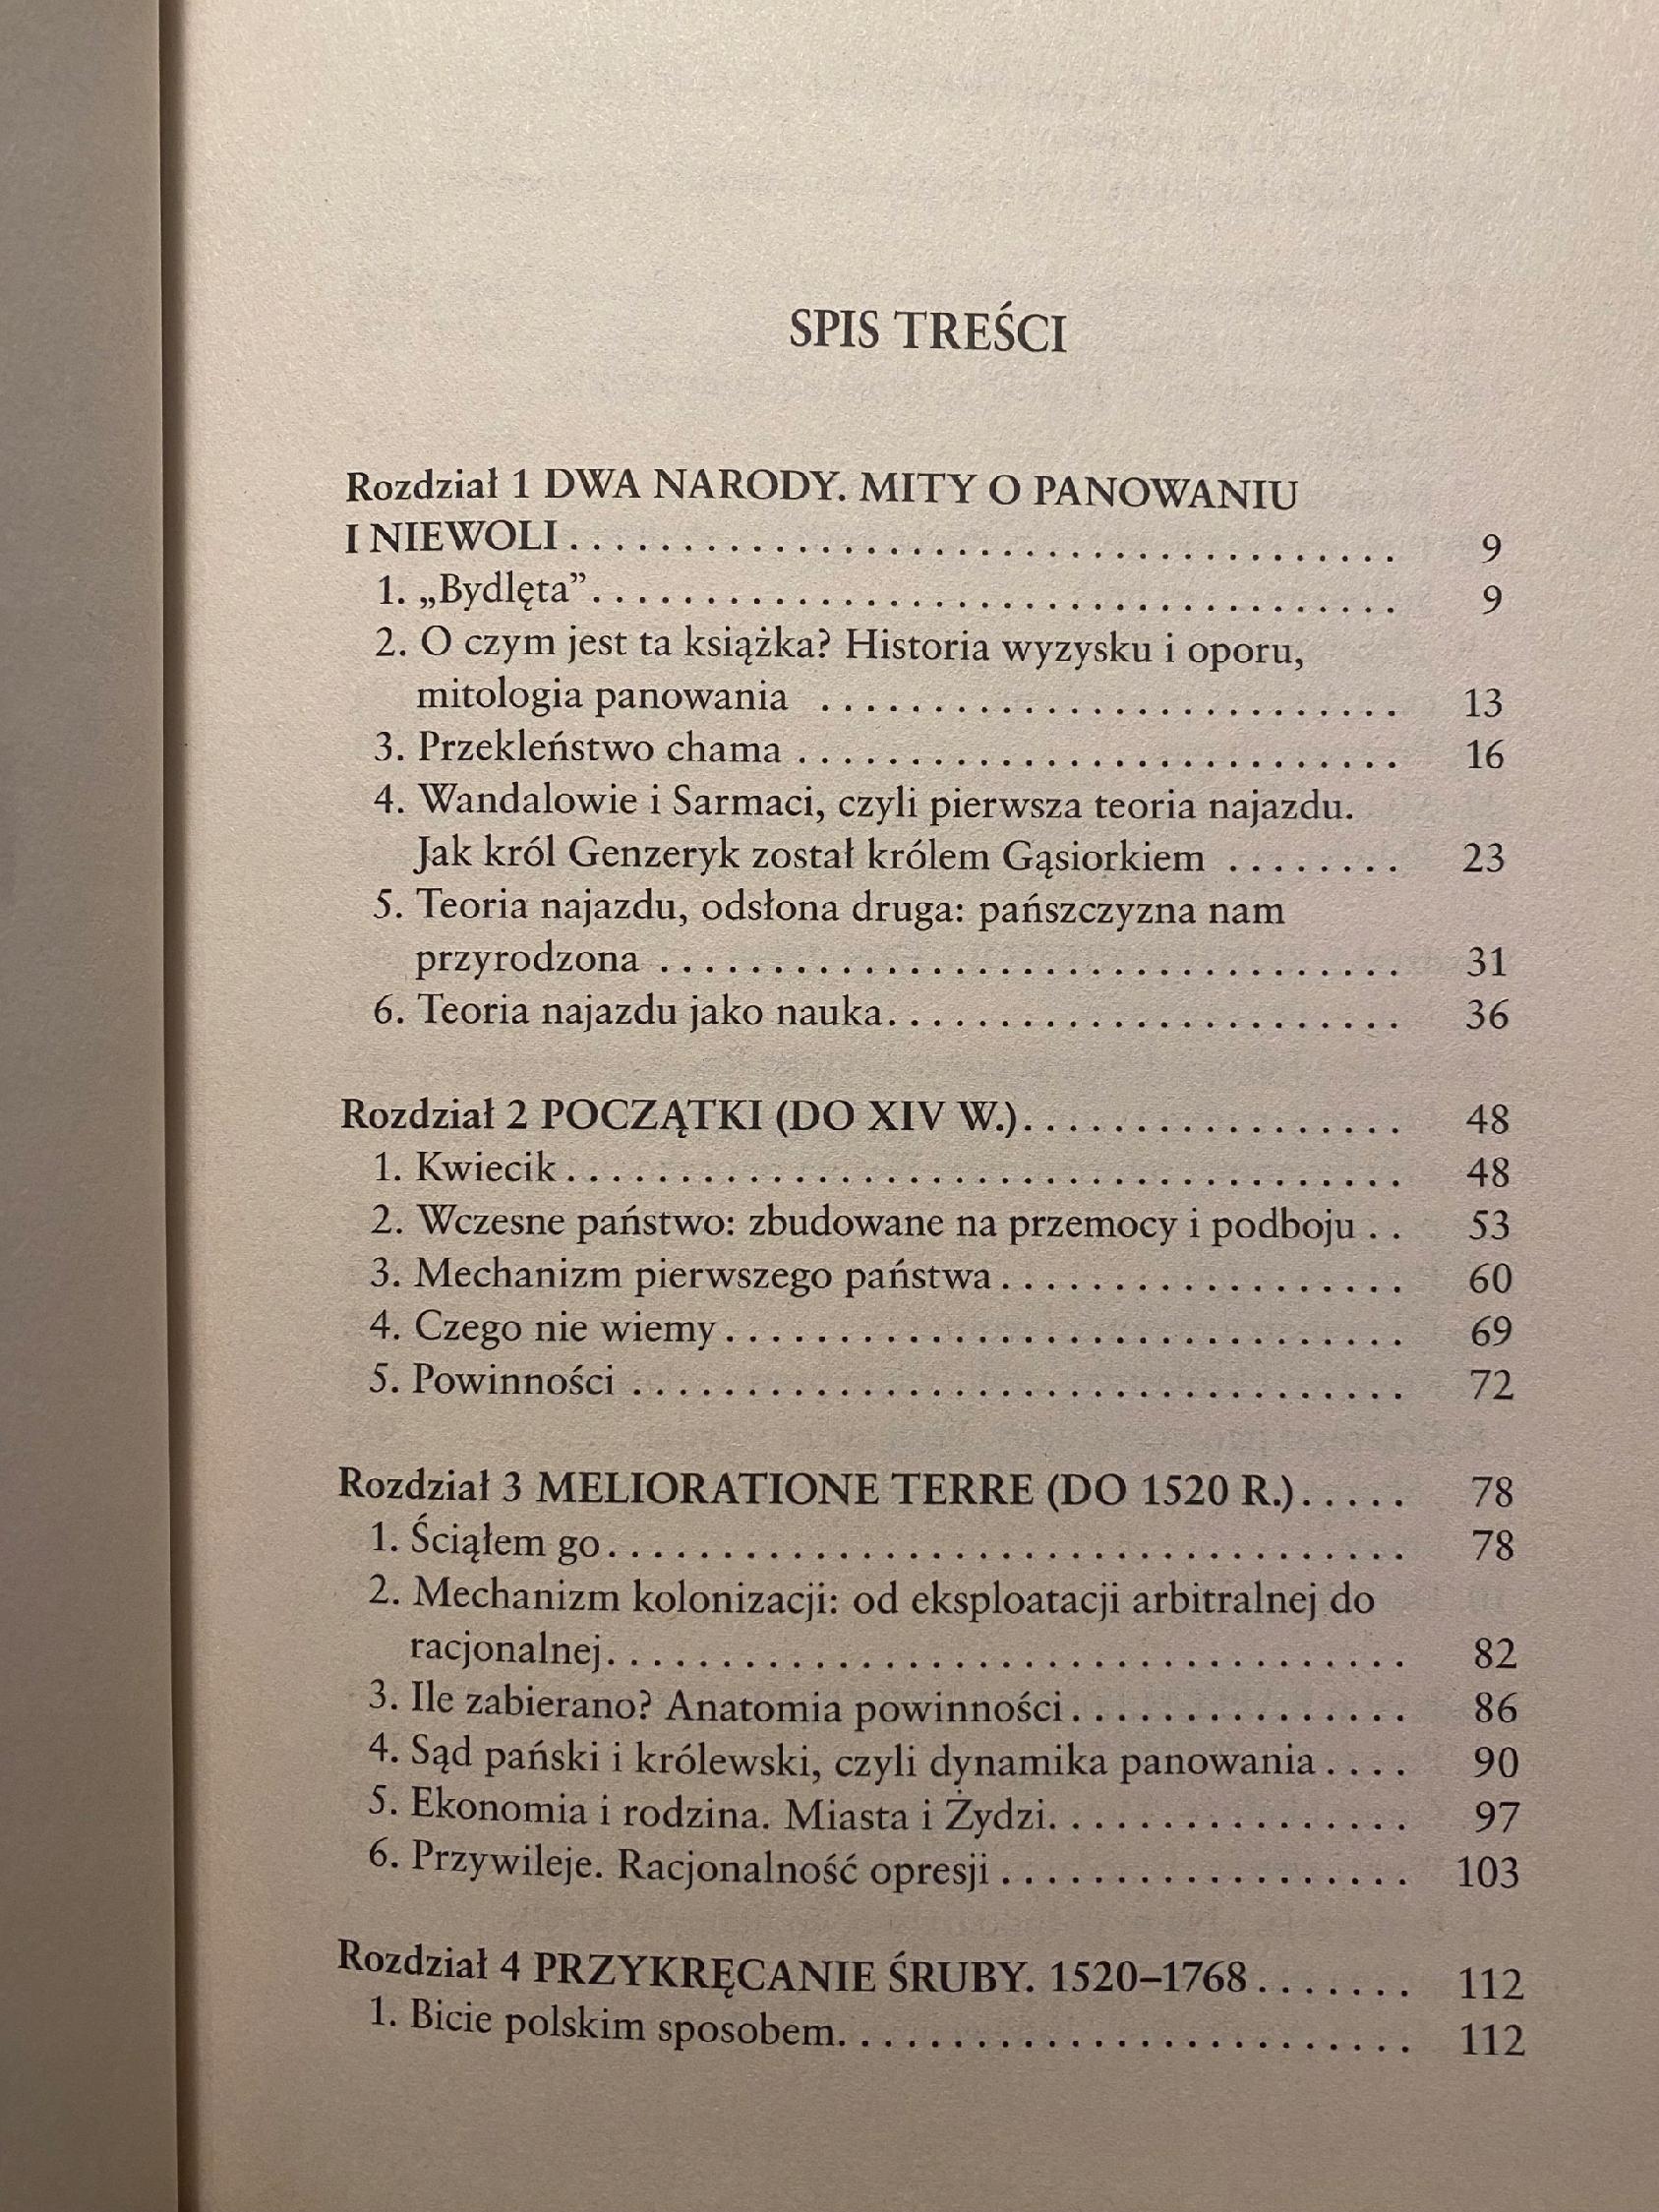 SPIS TREŚCI
Rozdział 1 DWA NARODY. MITY O PANOWANIU
I NIEWOLI . . . . . . . . . . . . . . . . . . . . . . . . . . . . . . . . . . . . . 9
1. „Bydlęta” . . . . . . . . . . . . . . . . . . . . . . . . . . . . . . . . . . . . 9
2. O czym jest ta książka? Historia wyzysku i oporu,
mitologia panowania . . . . . . . . . . . . . . . . . . . . . . . . . . 13
3. Przekleństwo chama . . . . . . . . . . . . . . . . . . . . . . . . . . . 16
4. Wandalowie i Sarmaci, czyli pierwsza teoria najazdu.
Jak król Genzeryk został królem Gąsiorkiem . . . . . . . . 23
5. Teoria najazdu, odsłona druga: pańszczyzna nam
przyrodzona . . . . . . . . . . . . . . . . . . . . . . . . . . . . . . . . . 31
6. Teoria najazdu jako nauka. . . . . . . . . . . . . . . . . . . . . . . 36
Rozdział 2 POCZĄTKI (DO XIV W.). . . . . . . . . . . . . . . . . 48
1. Kwiecik . . . . . . . . . . . . . . . . . . . . . . . . . . . . . . . . . . . . . 48
2. Wczesne państwo: zbudowane na przemocy i podboju . . 53
3. Mechanizm pierwszego państwa . . . . . . . . . . . . . . . . . . 60
4. Czego nie wiemy . . . . . . . . . . . . . . . . . . . . . . . . . . . . . . 69
5. Powinności . . . . . . . . . . . . . . . . . . . . . . . . . . . . . . . . . . 72
Rozdział 3 MELIORATIONE TERRE (DO 1520 R.) . . . . . 78
1. Ściąłem go . . . . . . . . . . . . . . . . . . . . . . . . . . . . . . . . . . . 78
2. Mechanizm kolonizacji: od eksploatacji arbitralnej do
racjonalnej. . . . . . . . . . . . . . . . . . . . . . . . . . . . . . . . . . . 82
3. Ile zabierano? Anatomia powinności . . . . . . . . . . . . . . . 86
4. Sąd pański i królewski, czyli dynamika panowania . . . . 90
5. Ekonomia i rodzina. Miasta i Żydzi. . . . . . . . . . . . . . . . 97
6. Przywileje. Racjonalność opresji . . . . . . . . . . . . . . . . . . 103
Rozdział 4 PRZYKRĘCANIE ŚRUBY. 1520–1768 . . . . . . . 112
1. Bicie polskim sposobem. . . . . . . . . . . . . . . . . . . . . . . . . 112